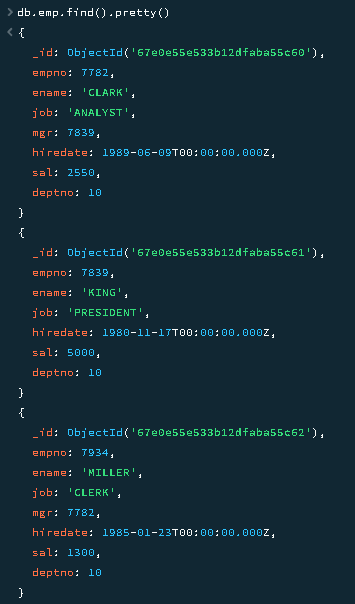 > db.emp.find().pretty()
< {
_id: ObjectId('67e0e55e533b12dfaba55c60'),
empno: 7782,
ename: 'CLARK',
job: 'ANALYST',
mgr: 7839,
hiredate: 1989-06-09T00:00:00.000Z,
sal: 2550,
deptno: 10
}
{
_id: ObjectId('67e0e55e533b12dfaba55c61'),
empno: 7839,
ename: 'KING',
job: 'PRESIDENT',
hiredate: 1980-11-17T00:00:00.000Z,
sal: 5000,
deptno: 10
}
{
_id: ObjectId('67e0e55e533b12dfaba55c62'),
empno: 7934,
ename: 'MILLER',
job: 'CLERK',
mgr: 7782,
hiredate: 1985-01-23T00:00:00.000Z,
sal: 1300,
deptno: 10
}